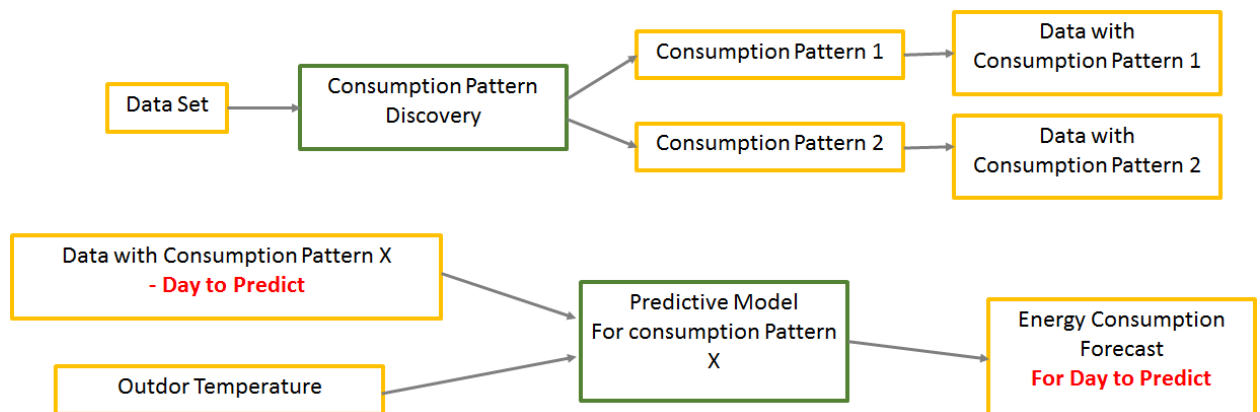 Data Set
Consumption Pattern
Discovery
Consumption Pattern 1
Data with
Consumption Pattern 1
Consumption Pattern 2
Data with
Consumption Pattern 2
Data with Consumption Pattern X
- Day to Predict
Outdor Temperature
Predictive Model
For consumption Pattern
X
Energy Consumption
Forecast
For Day to Predict